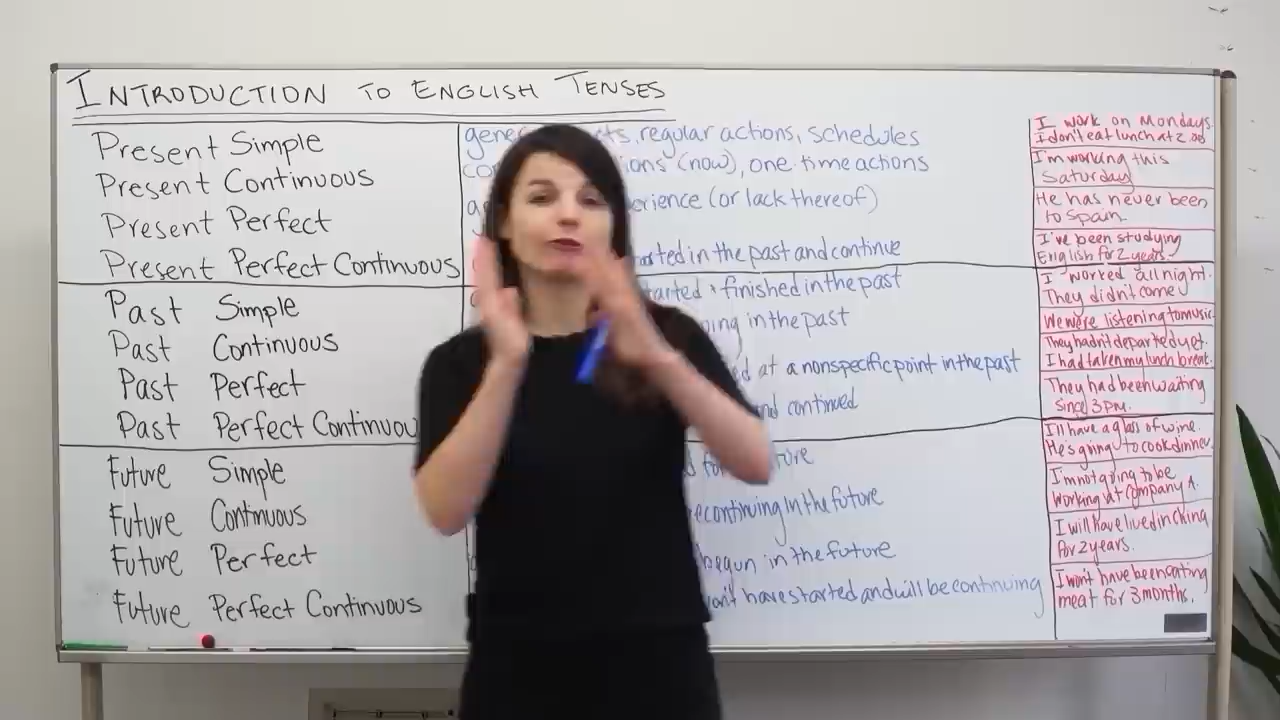 INTRODUCTION TO ENGLISH TENSES
Present Simple
Present Continuous
Present Perfect
Present Perfect Continuous
Past Simple
Past Continuous
Past Perfect
Past Perfect Continuou
Future Simple
Future Continuous
Future Perfect
Future Perfect Continuous
regular actions, schedules
(now), one-time actions
(or lack thereof)
in the past and continue
finished in the past
in the past
at a nonspecific point in the past
continued
continuing in the future
begun in the future
have started and will be continuing
I work on Mondays.
I don't eat lunch at 2
I'm working this
Saturday
He has never been
to Spain.
I've been studying
English for 2 years
I worked all night.
They didn't come
We were listening to music
They hadn't departed yet.
I had taken my lunch break.
They had been waiting
since 3 PM.
I'll have a glass of wine.
He's going to cook dinner
I'm not going to be
working at Company A.
I will have lived in China
for 2 years.
I won't have been eating
meat for 3 months.